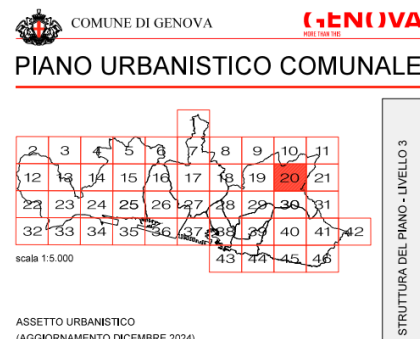 COMUNE DI GENOVA
GENOVA
MORE THAN THIS
PIANO URBANISTICO COMUNALE
2 3 4 5 6 7 8 9 10 11
12 13 14 15 16 17 18 19 20 21
22 23 24 25 26 27 28 29 30 31
32 33 34 35 36 37 38 39 40 41 42
43 44 45 46
scala 1:5.000
STRUTTURA DEL PIANO - LIVELLO 3
ASSETTO URBANISTICO
(AGGIORNAMENTO DICEMBRE 2024)